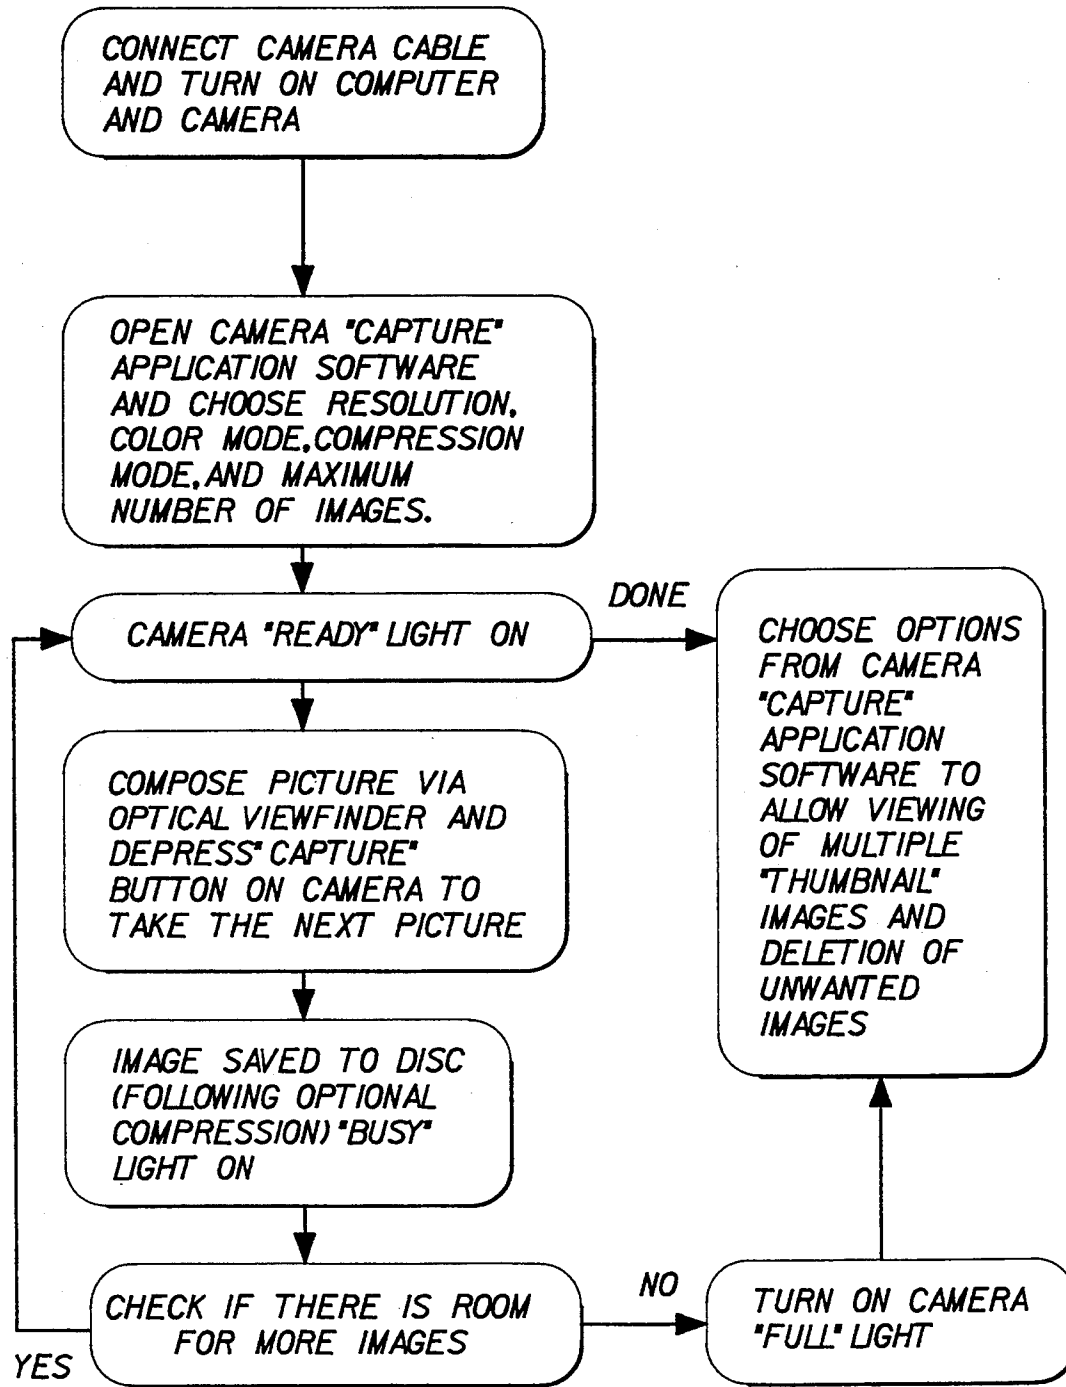 CONNECT CAMERA CABLE
AND TURN ON COMPUTER
AND CAMERA
OPEN CAMERA "CAPTURE"
APPLICATION SOFTWARE
AND CHOOSE RESOLUTION,
COLOR MODE,COMPRESSION
MODE,AND MAXIMUM
NUMBER OF IMAGES.
CAMERA "READY" LIGHT ON
DONE
CHOOSE OPTIONS
FROM CAMERA
"CAPTURE"
APPLICATION
SOFTWARE TO
ALLOW VIEWING
OF MULTIPLE
"THUMBNAIL"
IMAGES AND
DELETION OF
UNWANTED
IMAGES
COMPOSE PICTURE VIA
OPTICAL VIEWFINDER AND
DEPRESS"CAPTURE"
BUTTON ON CAMERA TO
TAKE THE NEXT PICTURE
IMAGE SAVED TO DISC
(FOLLOWING OPTIONAL
COMPRESSION) "BUSY"
LIGHT ON
CHECK IF THERE IS ROOM
FOR MORE IMAGES
YES
NO
TURN ON CAMERA
"FULL" LIGHT